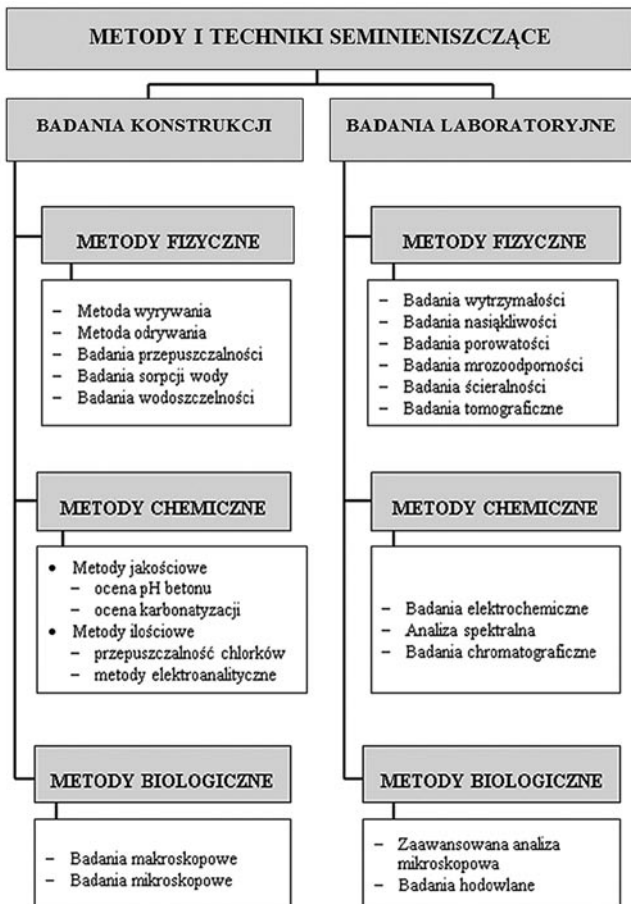 METODY I TECHNIKI SEMINIENISZCZĄCE
BADANIA KONSTRUKCJI
METODY FIZYCZNE
– Metoda wyrywania
– Metoda odrywania
– Badania przepuszczalności
– Badania sorpcji wody
– Badania wodoszczelności
METODY CHEMICZNE
• Metody jakościowe
– ocena pH betonu
– ocena karbonatyzacji
• Metody ilościowe
– przepuszczalność chlorków
– metody elektroanalityczne
METODY BIOLOGICZNE
– Badania makroskopowe
– Badania mikroskopowe
BADANIA LABORATORYJNE
METODY FIZYCZNE
– Badania wytrzymałości
– Badania nasiąkliwości
– Badania porowatości
– Badania mrozoodporności
– Badania ścieralności
– Badania tomograficzne
METODY CHEMICZNE
– Badania elektrochemiczne
– Analiza spektralna
– Badania chromatograficzne
METODY BIOLOGICZNE
– Zaawansowana analiza
mikroskopowa
– Badania hodowlane